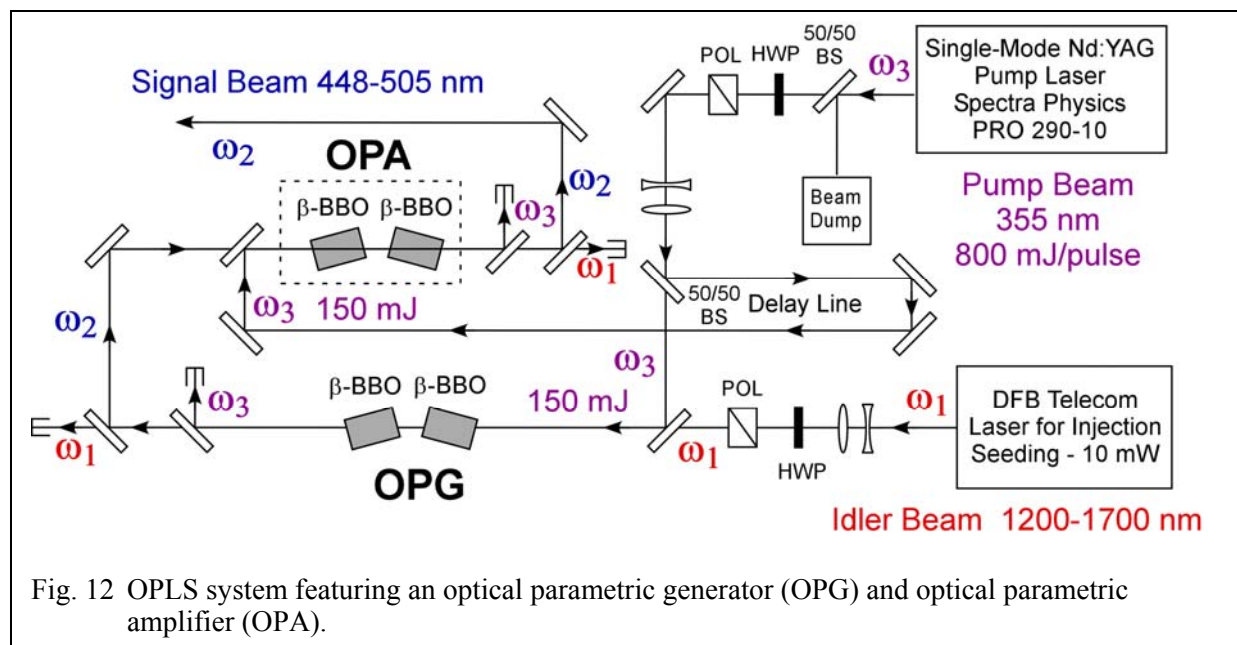 50/50
BS
POL
HWP
ω3
Single-Mode Nd:YAG
Pump Laser
Spectra Physics
PRO 290-10
Signal Beam 448-505 nm
ω2
OPA
β-BBO
β-BBO
ω3
ω2
ω1
Beam
Dump
Pump Beam
355 nm
800 mJ/pulse
ω3
150 mJ
50/50
BS
Delay Line
ω2
ω3
ω3
β-BBO
β-BBO
150 mJ
ω1
OPG
ω1
POL
HWP
ω1
DFB Telecom
Laser for Injection
Seeding - 10 mW
Idler Beam 1200-1700 nm
Fig. 12 OPLS system featuring an optical parametric generator (OPG) and optical parametric
amplifier (OPA).